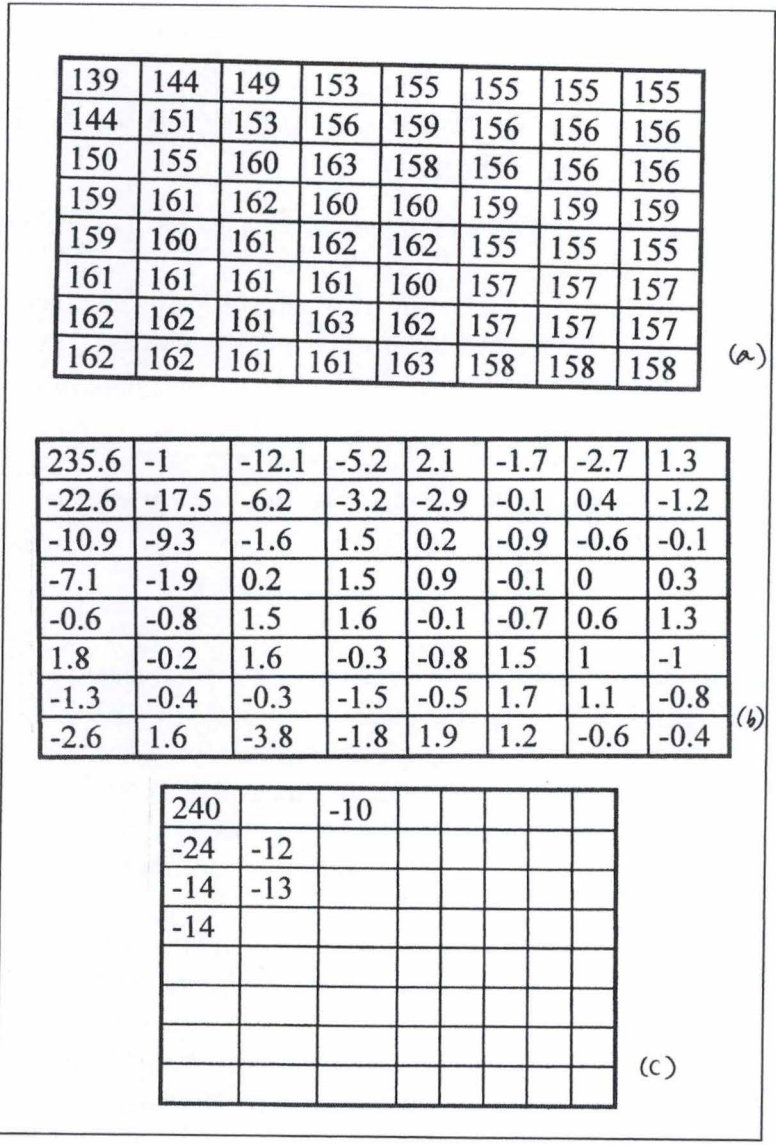 139 144 149 153 155 155 155 155
144 151 153 156 159 156 156 156
150 155 160 163 158 156 156 156
159 161 162 160 160 159 159 159
159 160 161 162 162 155 155 155
161 161 161 161 160 157 157 157
162 162 161 163 162 157 157 157
162 162 161 161 163 158 158 158
(a)
235.6 -1 -12.1 -5.2 2.1 -1.7 -2.7 1.3
-22.6 -17.5 -6.2 -3.2 -2.9 -0.1 0.4 -1.2
-10.9 -9.3 -1.6 1.5 0.2 -0.9 -0.6 -0.1
-7.1 -1.9 0.2 1.5 0.9 -0.1 0 0.3
-0.6 -0.8 1.5 1.6 -0.1 -0.7 0.6 1.3
1.8 -0.2 1.6 -0.3 -0.8 1.5 1 -1
-1.3 -0.4 -0.3 -1.5 -0.5 1.7 1.1 -0.8
-2.6 1.6 -3.8 -1.8 1.9 1.2 -0.6 -0.4
(b)
240 -10
-24 -12
-14 -13
-14
(c)